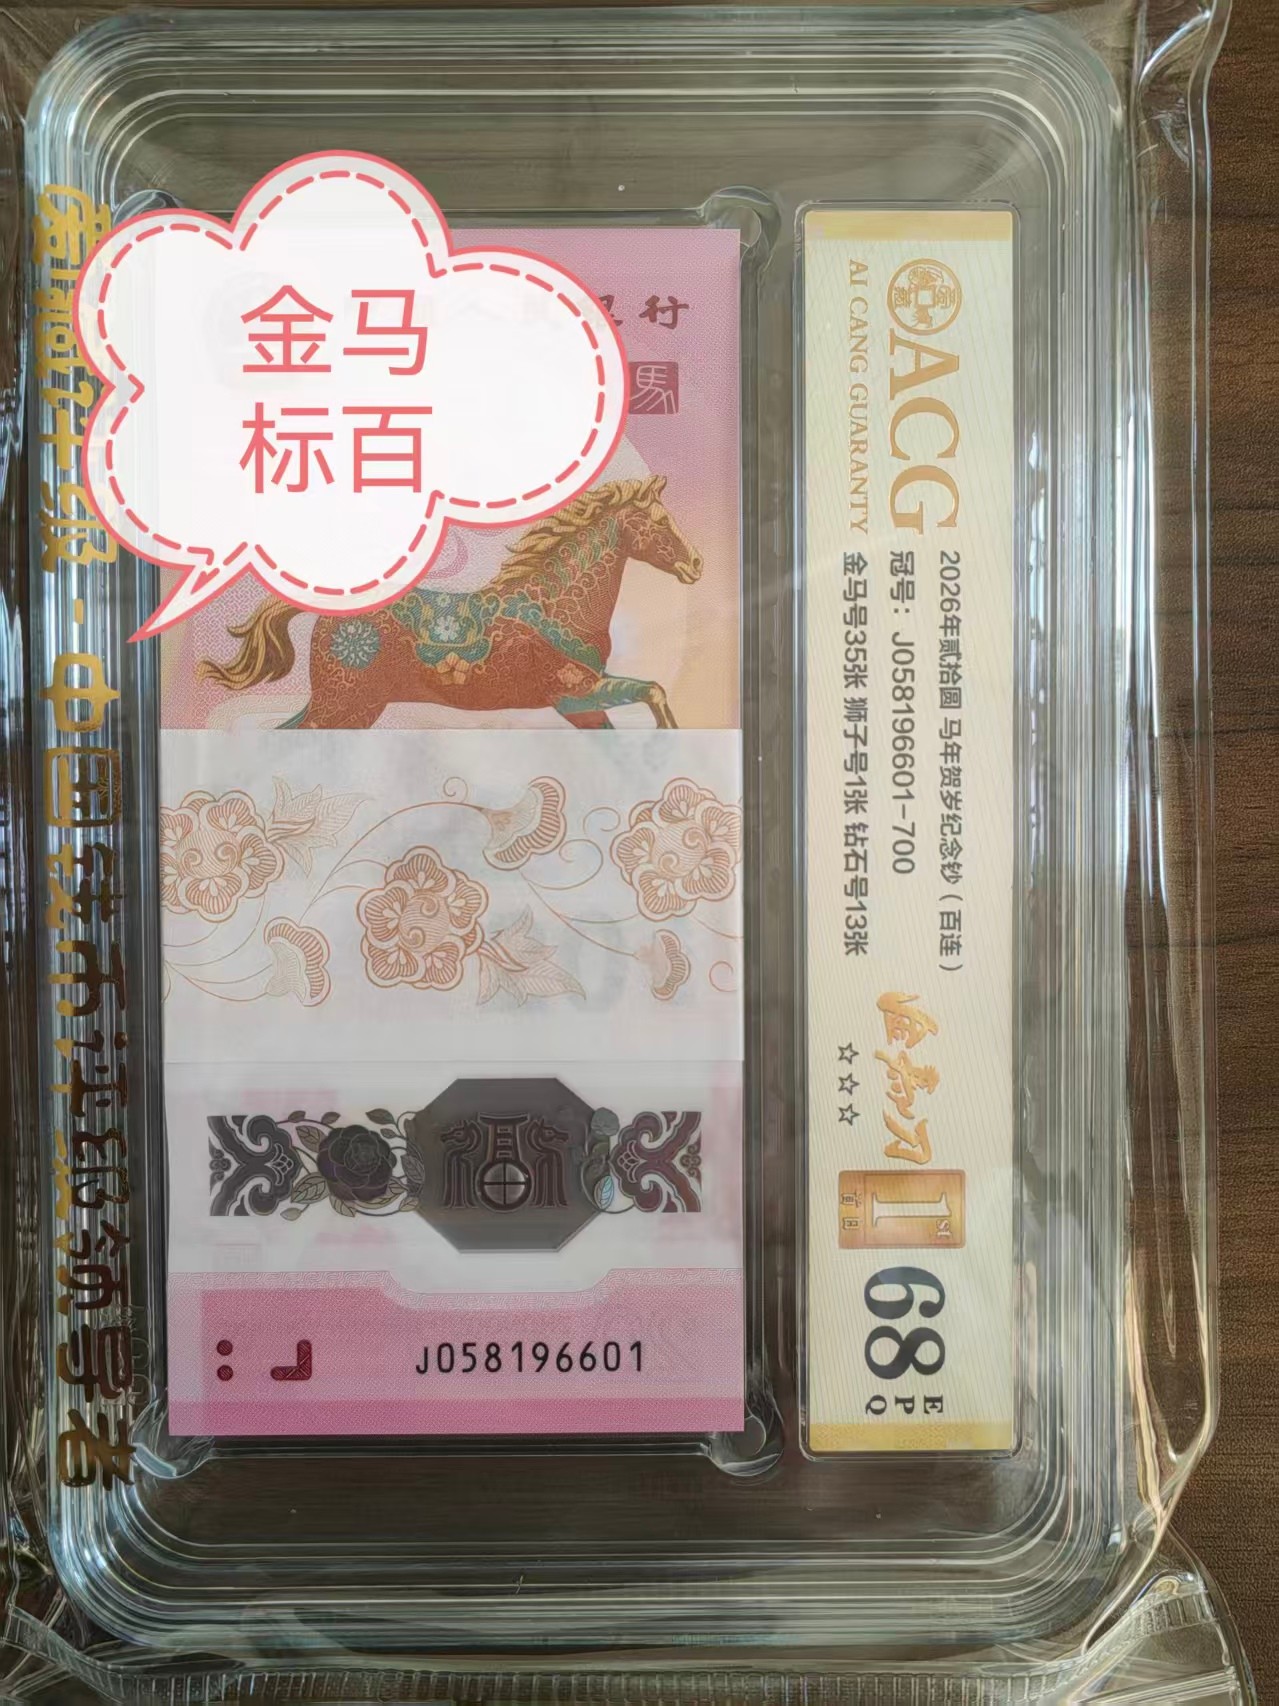 金马
标百
银行
馬
J058196601
ACG
AI CANG GUARANTY
2026年贰拾圆 马年贺岁纪念钞（百连）
冠号：J058196601-700
金马号35张 狮子号1张 钻石号13张
☆☆☆
1st
首日
68
EPQ
爱藏评级 - 中国钱币评级领导者